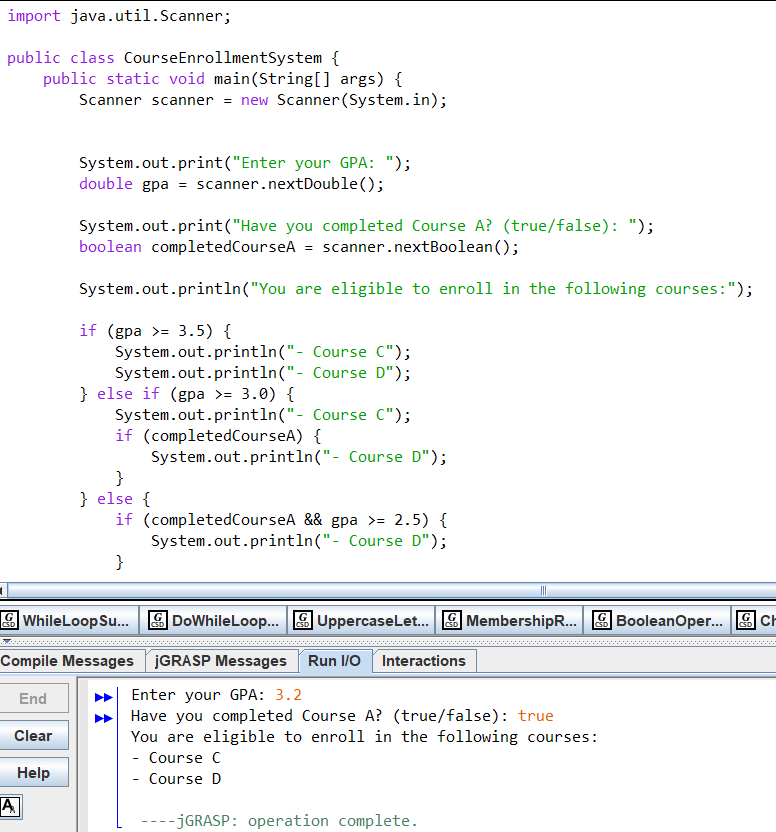 import java.util.Scanner;
public class CourseEnrollmentSystem {
public static void main(String[] args) {
Scanner scanner = new Scanner(System.in);
System.out.print("Enter your GPA: ");
double gpa = scanner.nextDouble();
System.out.print("Have you completed Course A? (true/false): ");
boolean completedCourseA = scanner.nextBoolean();
System.out.println("You are eligible to enroll in the following courses:");
if (gpa >= 3.5) {
System.out.println("- Course C");
System.out.println("- Course D");
} else if (gpa >= 3.0) {
System.out.println("- Course C");
if (completedCourseA) {
System.out.println("- Course D");
}
} else {
if (completedCourseA && gpa >= 2.5) {
System.out.println("- Course D");
}
G CSD WhileLoopSu... G CSD DoWhileLoop... G CSD UppercaseLet... G CSD MembershipR... G CSD BooleanOper... G CSD Ch
Compile Messages jGRASP Messages Run I/O Interactions
End
Clear
Help
A
Enter your GPA: 3.2
Have you completed Course A? (true/false): true
You are eligible to enroll in the following courses:
- Course C
- Course D
----jGRASP: operation complete.